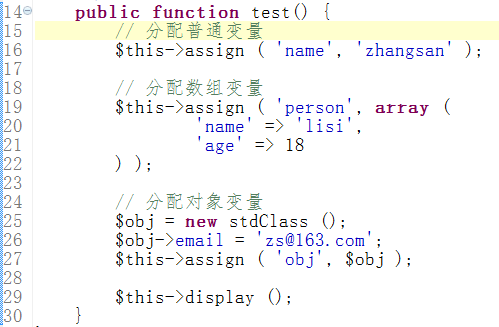 14 public function test() {
15 // 分配普通变量
16 $this->assign ( 'name', 'zhangsan' );
17
18 // 分配数组变量
19 $this->assign ( 'person', array (
20 'name' => 'lisi',
21 'age' => 18
22 ) );
23
24 // 分配对象变量
25 $obj = new stdClass ();
26 $obj->email = 'zs@163.com';
27 $this->assign ( 'obj', $obj );
28
29 $this->display ();
30 }